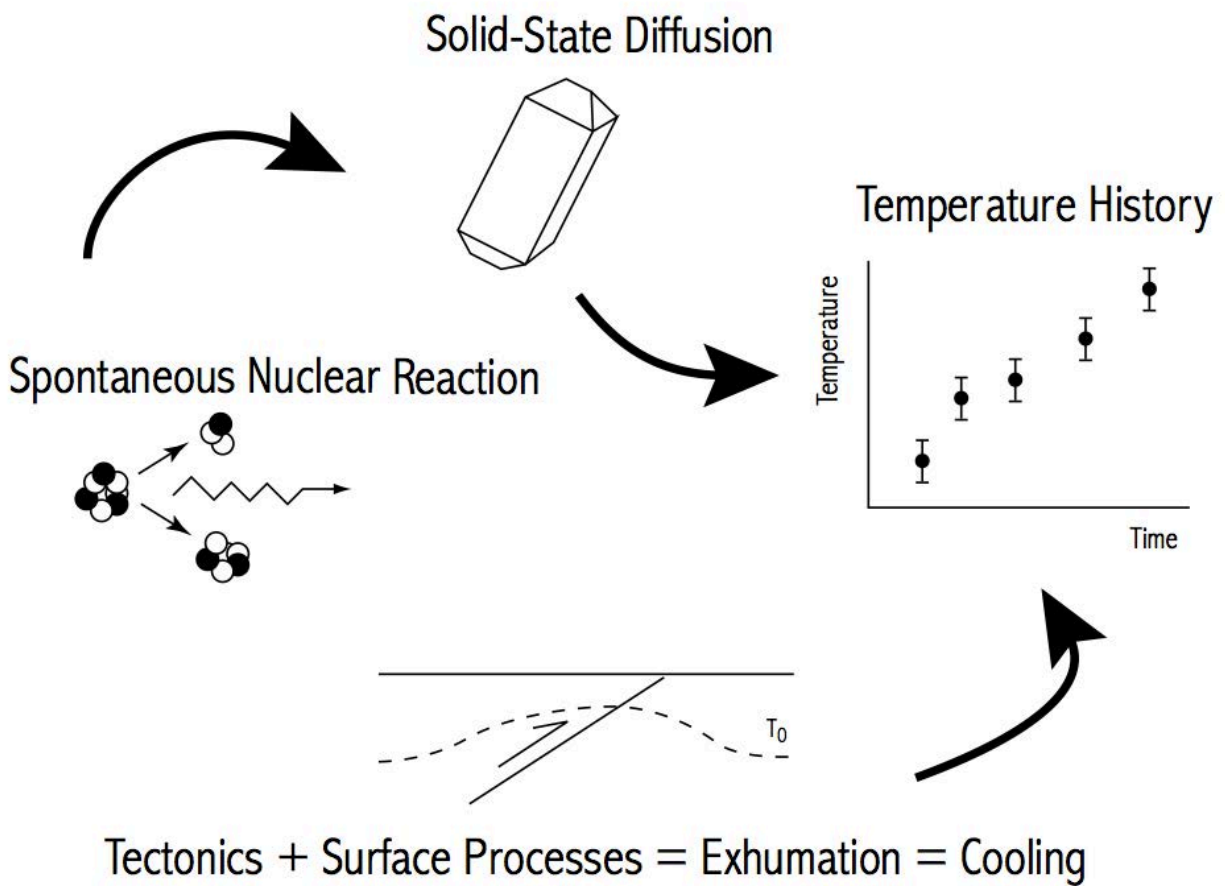 Solid-State Diffusion
Temperature History
Temperature
Time
Spontaneous Nuclear Reaction
T₀
Tectonics + Surface Processes = Exhumation = Cooling